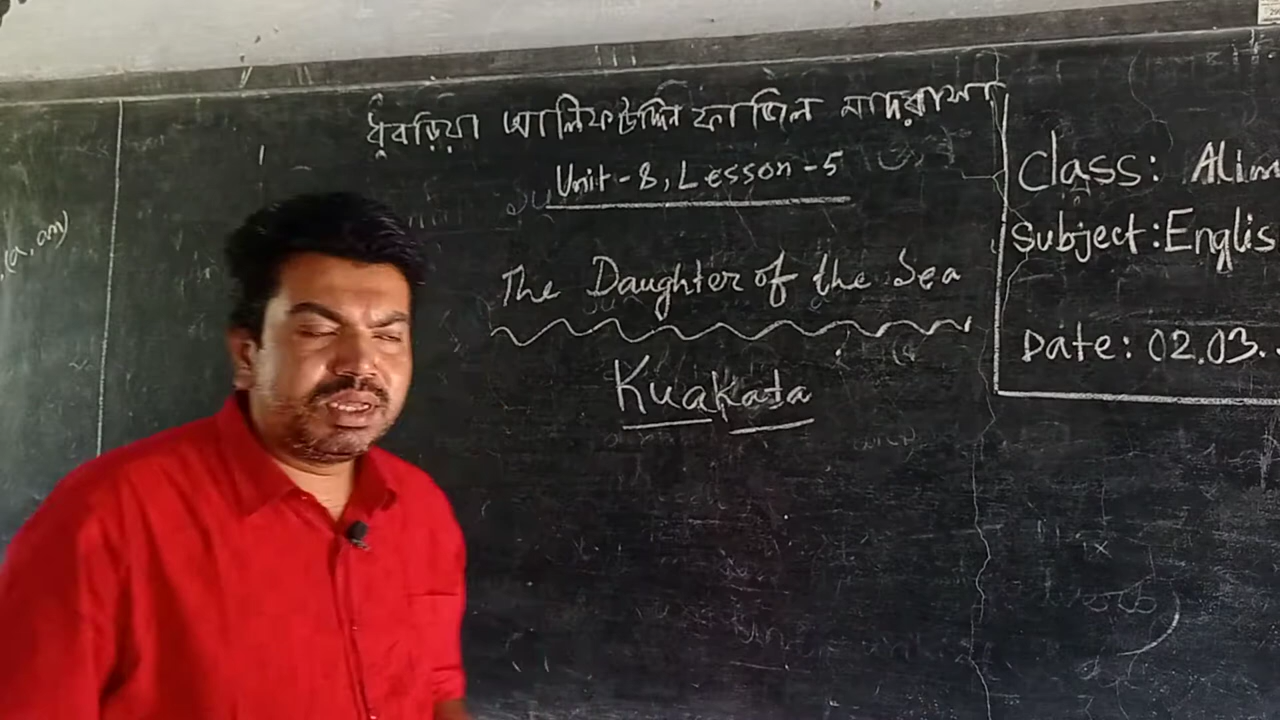 ধুবড়িয়া আলিফউদ্দিন ফাজিল মাদরাসা
Unit-8, Lesson-5
The Daughter of the Sea
Kuakata
Class: Alim
Subject: Englis
Date: 02.03.
(a, an)